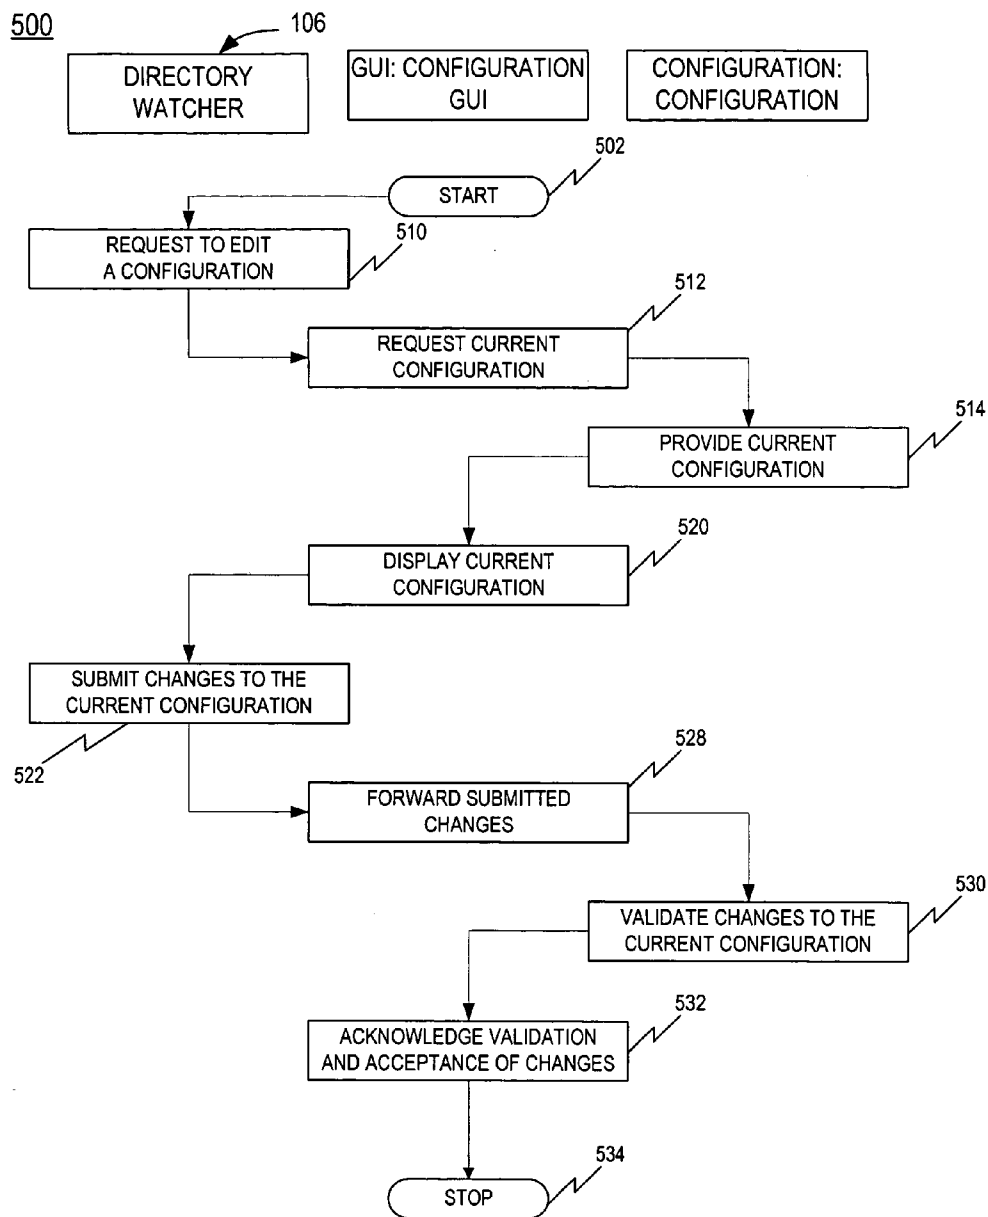 500
106
DIRECTORY
WATCHER
GUI: CONFIGURATION
GUI
CONFIGURATION:
CONFIGURATION
502
START
510
REQUEST TO EDIT
A CONFIGURATION
512
REQUEST CURRENT
CONFIGURATION
514
PROVIDE CURRENT
CONFIGURATION
520
DISPLAY CURRENT
CONFIGURATION
SUBMIT CHANGES TO THE
CURRENT CONFIGURATION
522
528
FORWARD SUBMITTED
CHANGES
530
VALIDATE CHANGES TO THE
CURRENT CONFIGURATION
532
ACKNOWLEDGE VALIDATION
AND ACCEPTANCE OF CHANGES
534
STOP